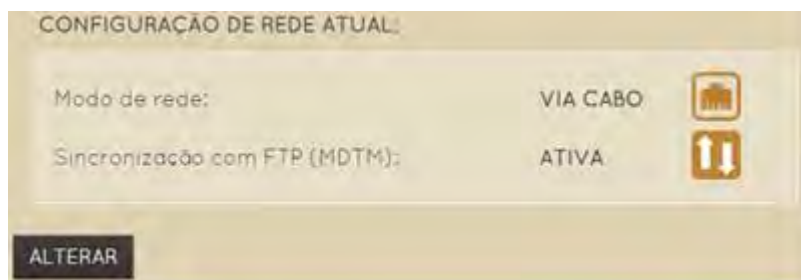 CONFIGURAÇÃO DE REDE ATUAL:
Modo de rede: VIA CABO
Sincronização com FTP (MDTM): ATIVA
ALTERAR